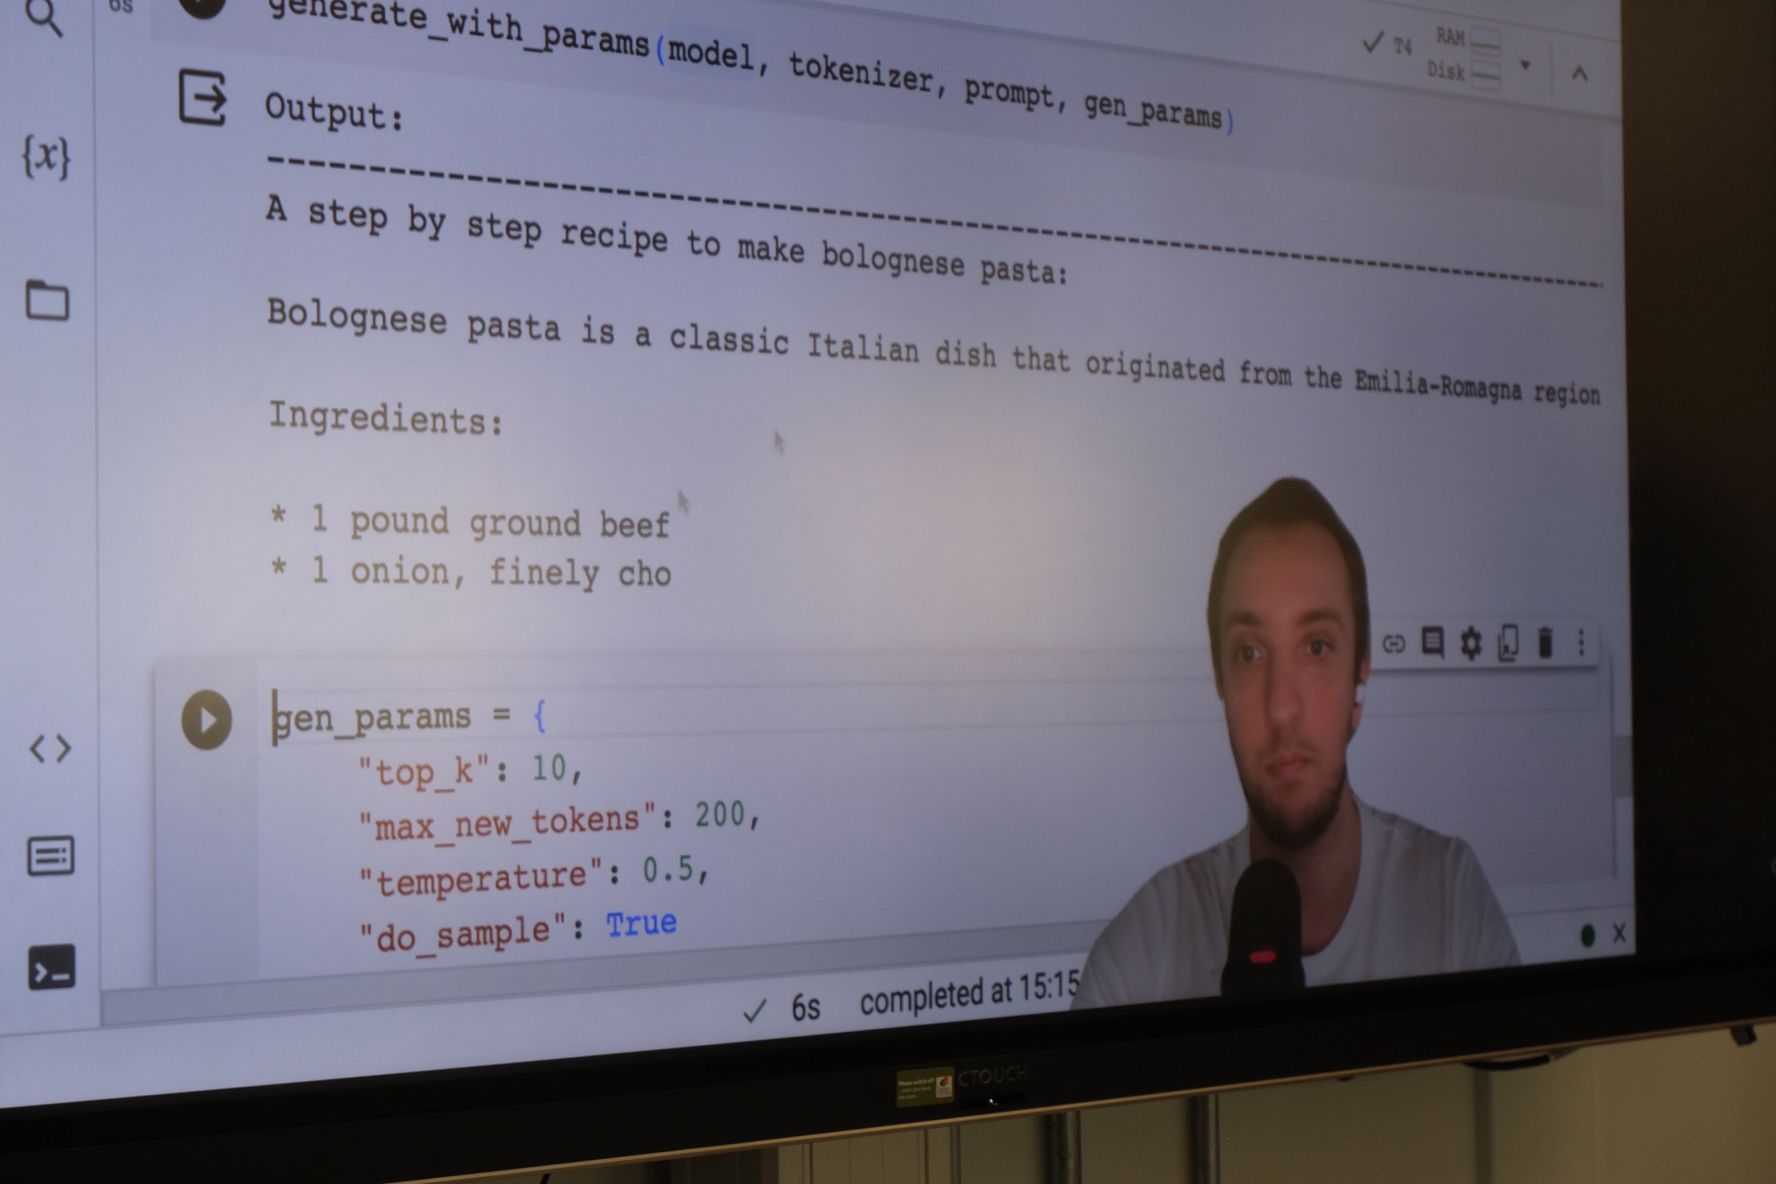 6s
generate_with_params(model, tokenizer, prompt, gen_params)
T4
RAM
Disk
{x}
Output:
--------------------------------------------------------------------------------
A step by step recipe to make bolognese pasta:
Bolognese pasta is a classic Italian dish that originated from the Emilia-Romagna region
Ingredients:
* 1 pound ground beef
* 1 onion, finely cho
gen_params = {
"top_k": 10,
"max_new_tokens": 200,
"temperature": 0.5,
"do_sample": True
6s completed at 15:15
CTOUCH